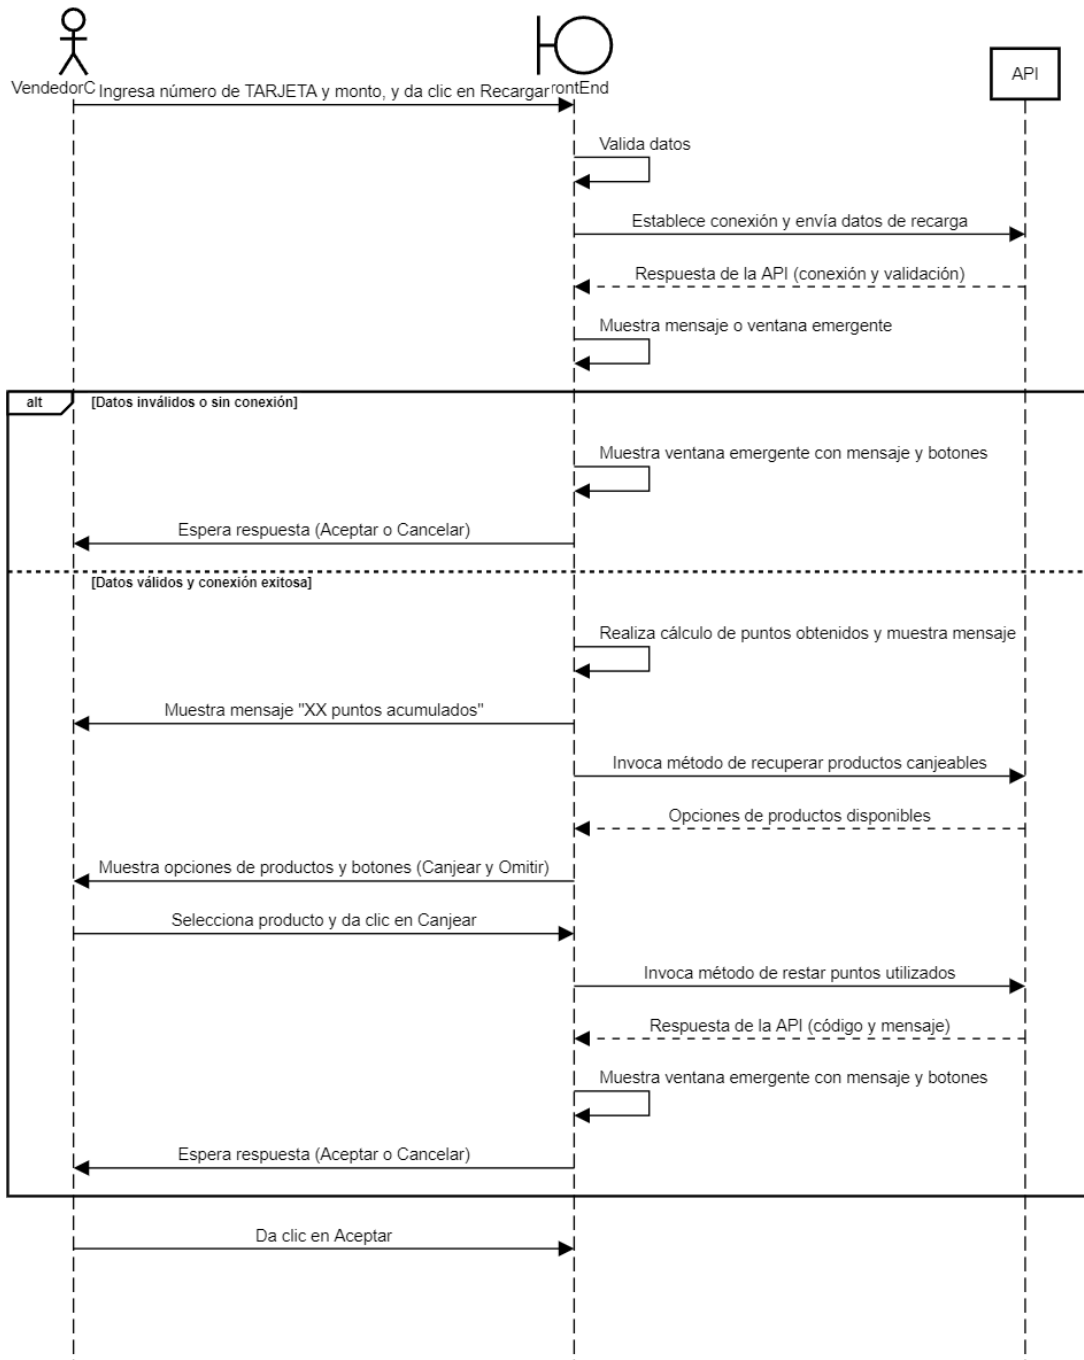 VendedorC
rontEnd
API
Ingresa número de TARJETA y monto, y da clic en Recargar
Valida datos
Establece conexión y envía datos de recarga
Respuesta de la API (conexión y validación)
Muestra mensaje o ventana emergente
alt
[Datos inválidos o sin conexión]
Muestra ventana emergente con mensaje y botones
Espera respuesta (Aceptar o Cancelar)
[Datos válidos y conexión exitosa]
Realiza cálculo de puntos obtenidos y muestra mensaje
Muestra mensaje "XX puntos acumulados"
Invoca método de recuperar productos canjeables
Opciones de productos disponibles
Muestra opciones de productos y botones (Canjear y Omitir)
Selecciona producto y da clic en Canjear
Invoca método de restar puntos utilizados
Respuesta de la API (código y mensaje)
Muestra ventana emergente con mensaje y botones
Espera respuesta (Aceptar o Cancelar)
Da clic en Aceptar